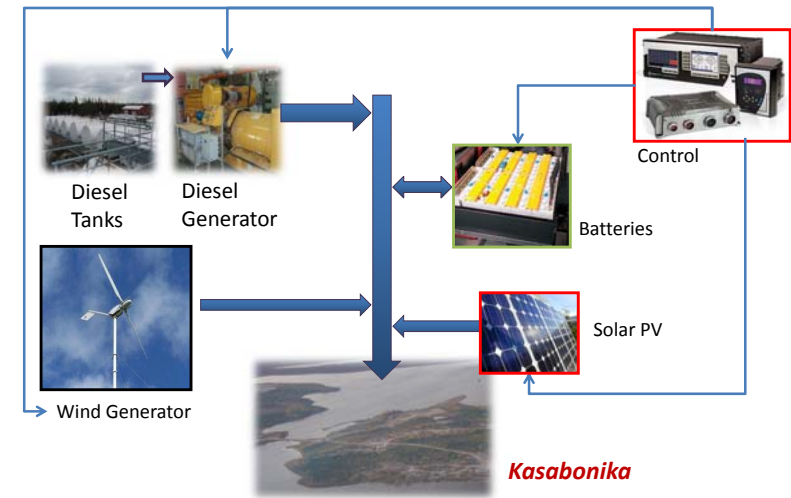 Control
Diesel
Tanks
Diesel
Generator
Batteries
Solar PV
Wind Generator
Kasabonika